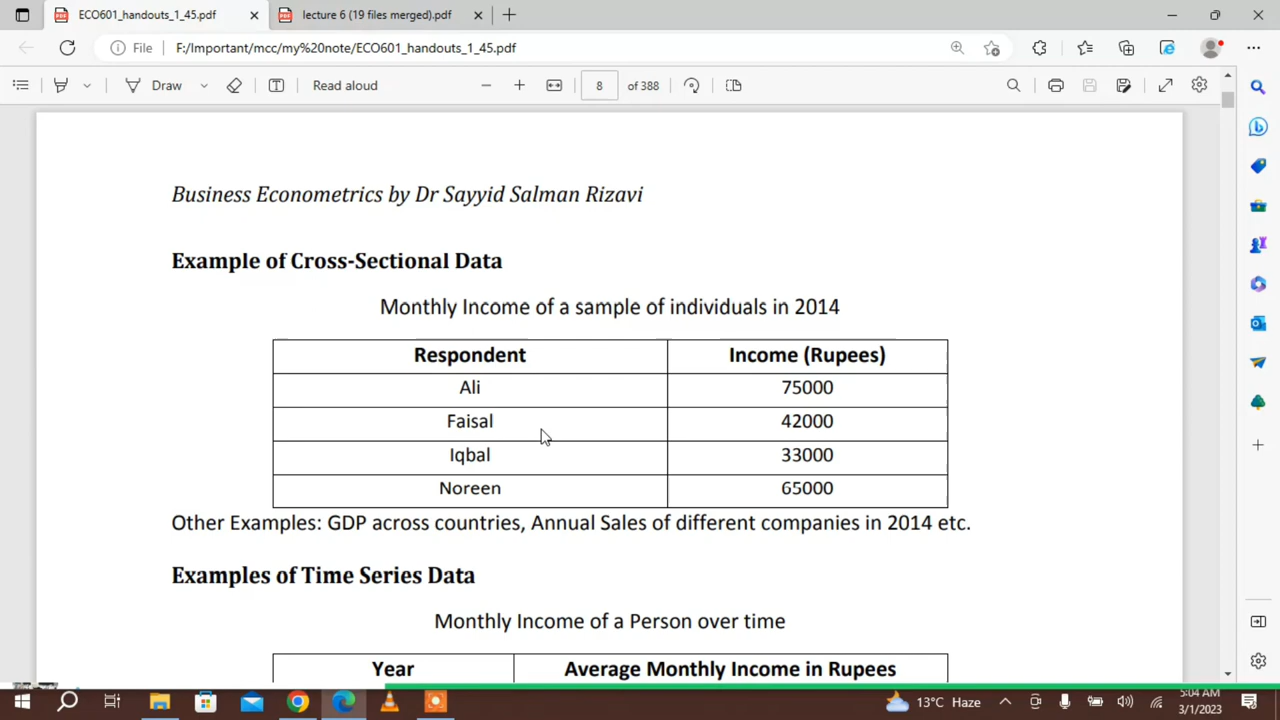 ECO601_handouts_1_45.pdf
lecture 6 (19 files merged).pdf
File
F:/Important/mcc/my%20note/ECO601_handouts_1_45.pdf
Draw
Read aloud
8
of 388
Business Econometrics by Dr Sayyid Salman Rizavi
Example of Cross-Sectional Data
Monthly Income of a sample of individuals in 2014
Respondent Income (Rupees)
Ali 75000
Faisal 42000
Iqbal 33000
Noreen 65000
Other Examples: GDP across countries, Annual Sales of different companies in 2014 etc.
Examples of Time Series Data
Monthly Income of a Person over time
Year Average Monthly Income in Rupees
13°C Haze
5:04 AM
3/1/2023